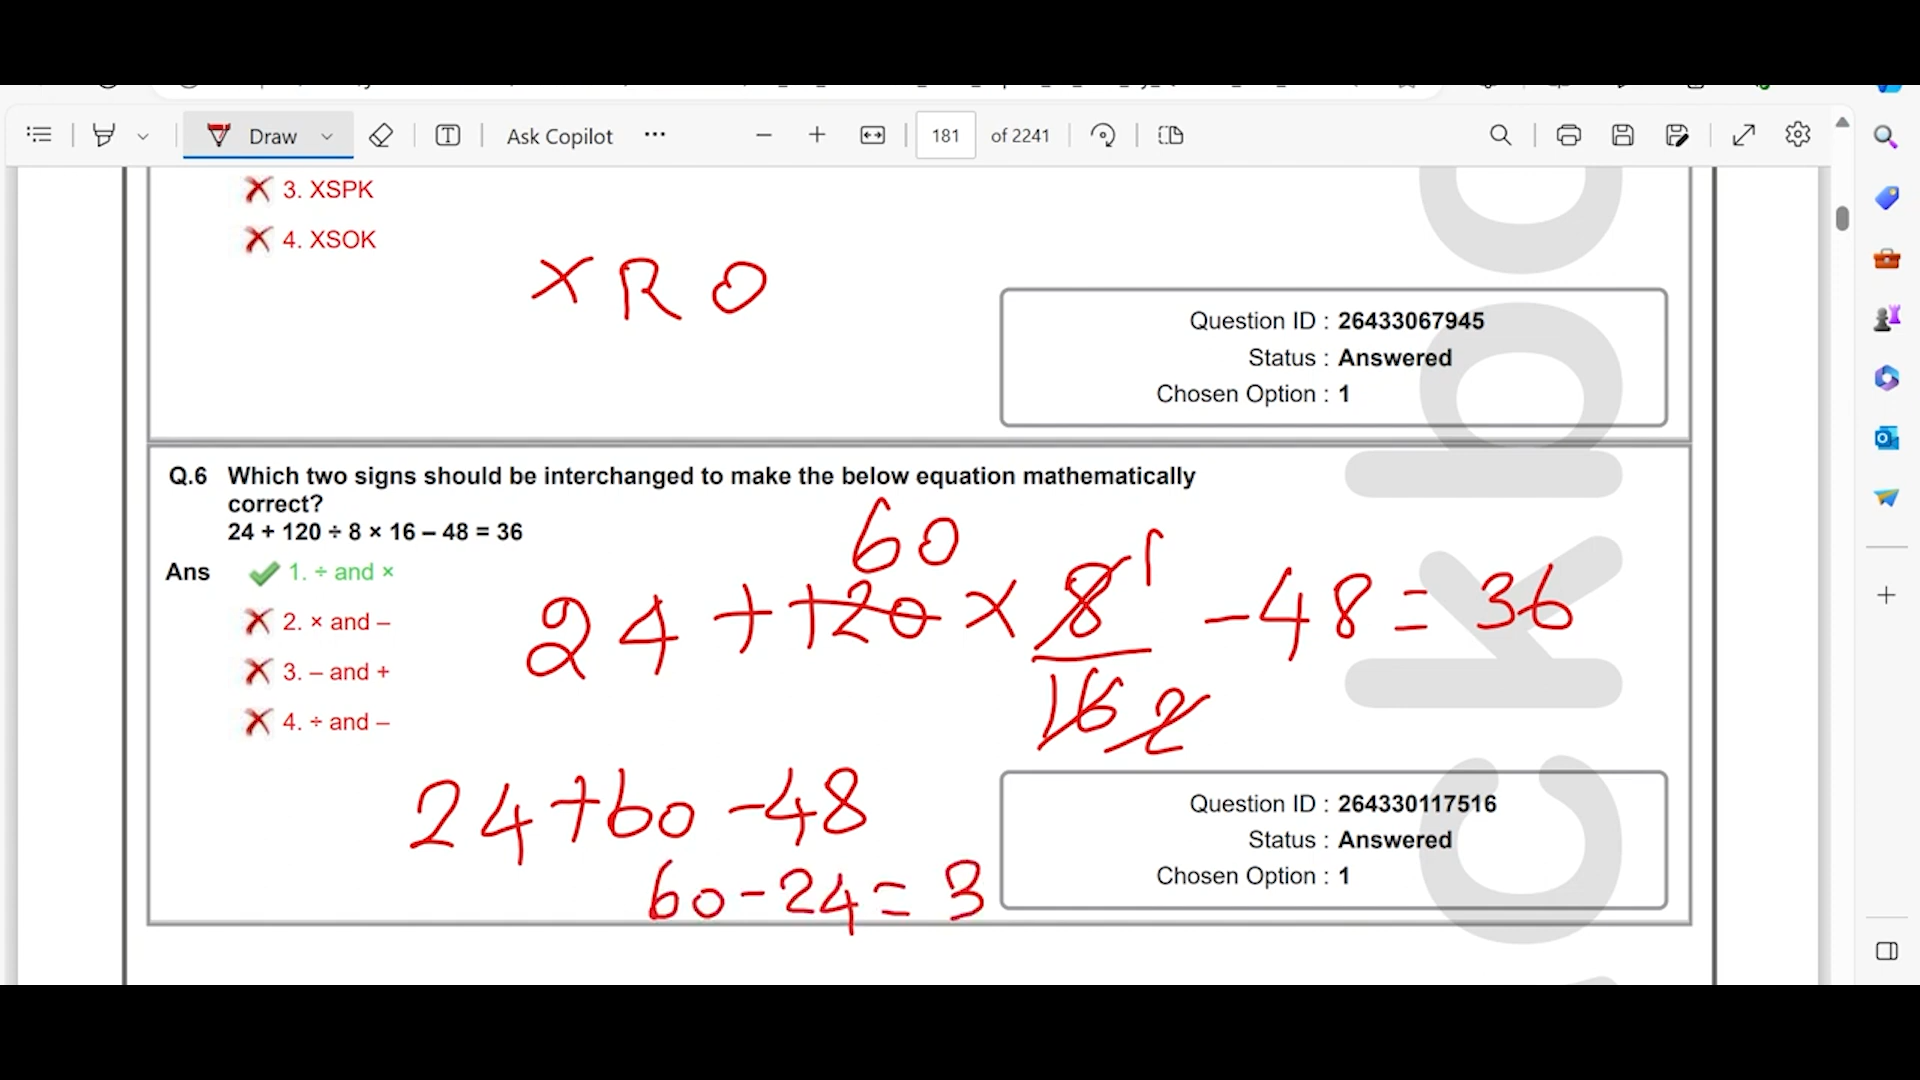 Draw
Ask Copilot
181 of 2241
3. XSPK
4. XSOK
X R O
Question ID : 26433067945
Status : Answered
Chosen Option : 1
Q.6 Which two signs should be interchanged to make the below equation mathematically
correct?
24 + 120 ÷ 8 × 16 – 48 = 36
Ans 1. ÷ and ×
2. × and –
3. – and +
4. ÷ and –
60 1
24 + 120 × 8 - 48 = 36
16 2
24 + 60 - 48
60 - 24 = 3
Question ID : 264330117516
Status : Answered
Chosen Option : 1